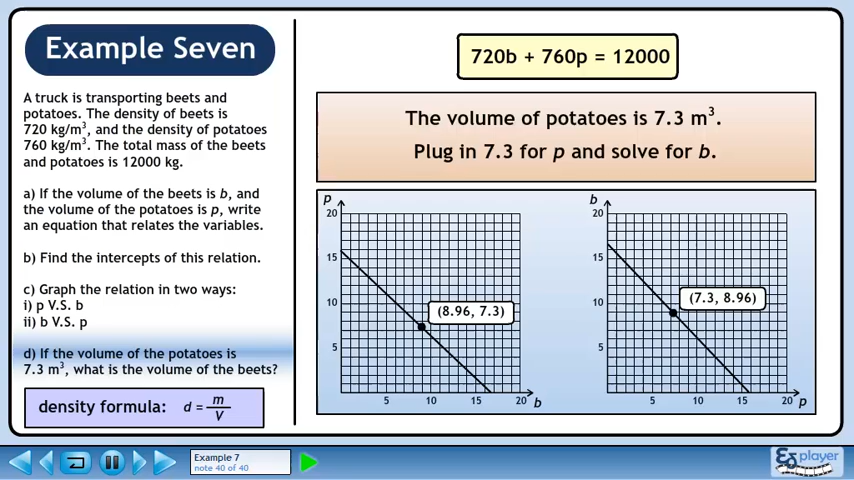 Example Seven
720b + 760p = 12000
A truck is transporting beets and
potatoes. The density of beets is
720 kg/m³, and the density of potatoes
760 kg/m³. The total mass of the beets
and potatoes is 12000 kg.
a) If the volume of the beets is b, and
the volume of the potatoes is p, write
an equation that relates the variables.
b) Find the intercepts of this relation.
c) Graph the relation in two ways:
i) p V.S. b
ii) b V.S. p
d) If the volume of the potatoes is
7.3 m³, what is the volume of the beets?
density formula: d = m/V
The volume of potatoes is 7.3 m³.
Plug in 7.3 for p and solve for b.
p
20
15
10
5
(8.96, 7.3)
5 10 15 20 b
b
20
15
10
5
(7.3, 8.96)
5 10 15 20 p
Example 7
note 40 of 40
player